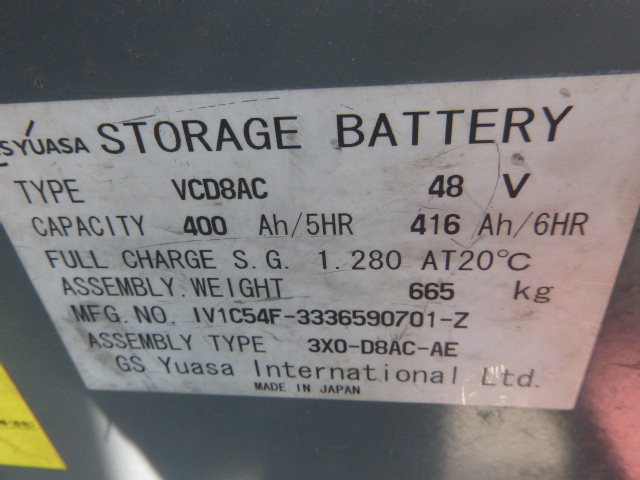 GS YUASA STORAGE BATTERY
TYPE VCD8AC 48 V
CAPACITY 400 Ah/5HR 416 Ah/6HR
FULL CHARGE S.G. 1.280 AT20℃
ASSEMBLY.WEIGHT 665 kg
MFG.NO. IV1C54F-3336590701-Z
ASSEMBLY TYPE 3X0-D8AC-AE
GS Yuasa International Ltd.
MADE IN JAPAN